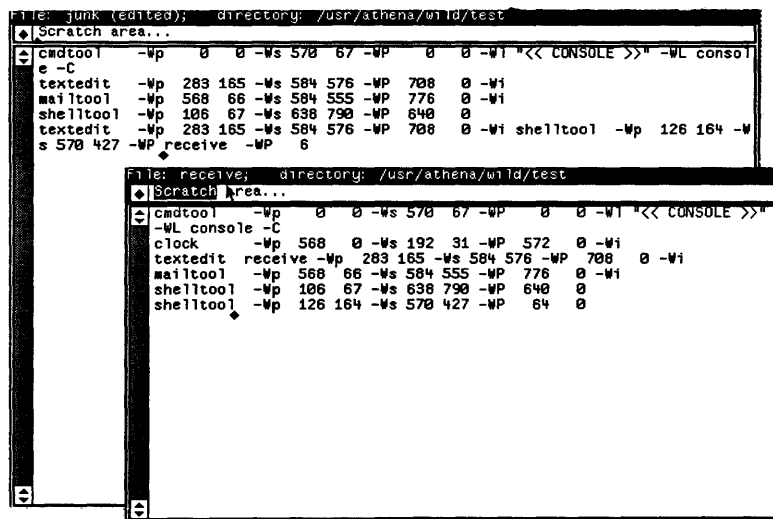 File: junk (edited);    directory: /usr/athena/wild/test
Scratch area...
cmdtool    -Wp    0    0 -Ws 570  67 -WP    0    0 -Wl "<< CONSOLE >>" -WL consol
e -C
textedit   -Wp  283 165 -Ws 584 576 -WP  708    0 -Wi
mailtool   -Wp  568  66 -Ws 584 555 -WP  776    0 -Wi
shelltool  -Wp  106  67 -Ws 638 790 -WP  640    0
textedit   -Wp  283 165 -Ws 584 576 -WP  708    0 -Wi shelltool  -Wp  126 164 -W
s 570 427 -WP receive  -WP    6
File: receive;    directory: /usr/athena/wild/test
Scratch area...
cmdtool    -Wp    0    0 -Ws 570  67 -WP    0    0 -Wl "<< CONSOLE >>"
-WL console -C
clock      -Wp  568    0 -Ws 192  31 -WP  572    0 -Wi
textedit  receive -Wp  283 165 -Ws 584 576 -WP  708    0 -Wi
mailtool   -Wp  568  66 -Ws 584 555 -WP  776    0 -Wi
shelltool  -Wp  106  67 -Ws 638 790 -WP  640    0
shelltool  -Wp  126 164 -Ws 570 427 -WP   64    0